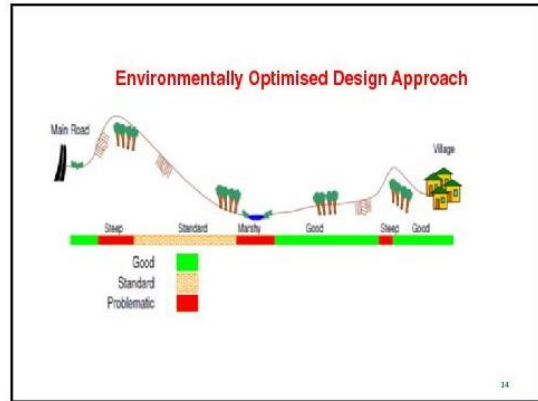 Environmentally Optimised Design Approach
Main Road
Village
Steep Standard Marshy Good Steep Good
Good
Standard
Problematic
34